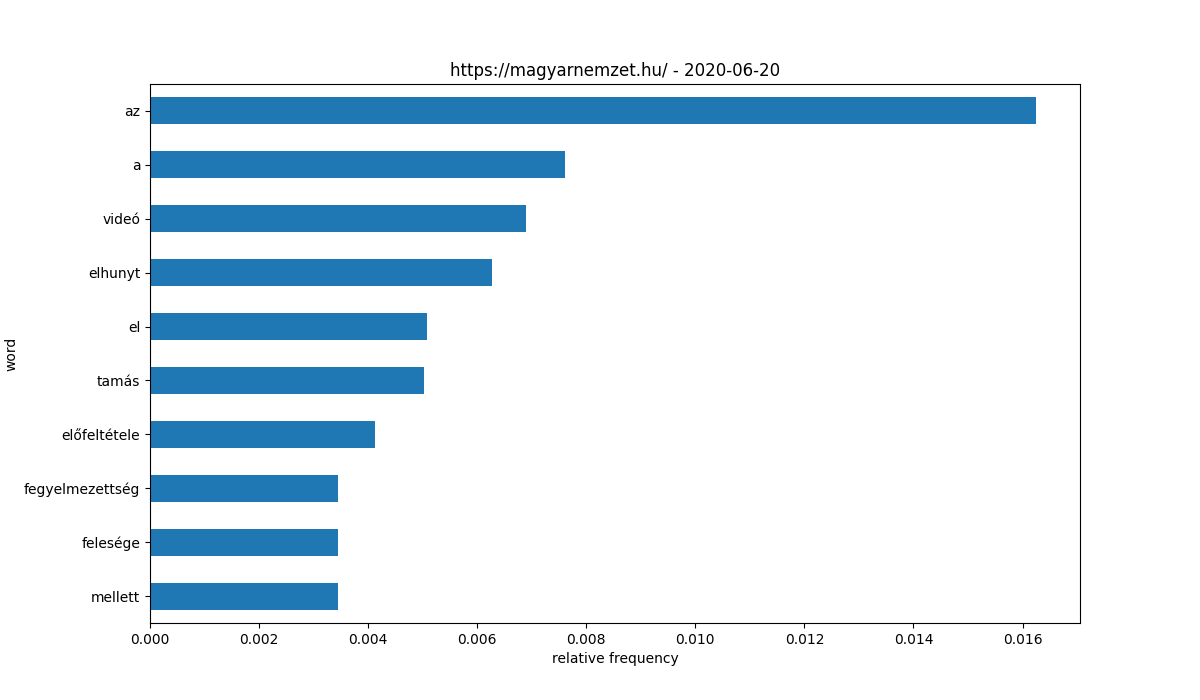 https://magyarnemzet.hu/ - 2020-06-20
az
a
videó
elhunyt
el
tamás
előfeltétele
fegyelmezettség
felesége
mellett
word
0.000 0.002 0.004 0.006 0.008 0.010 0.012 0.014 0.016
relative frequency